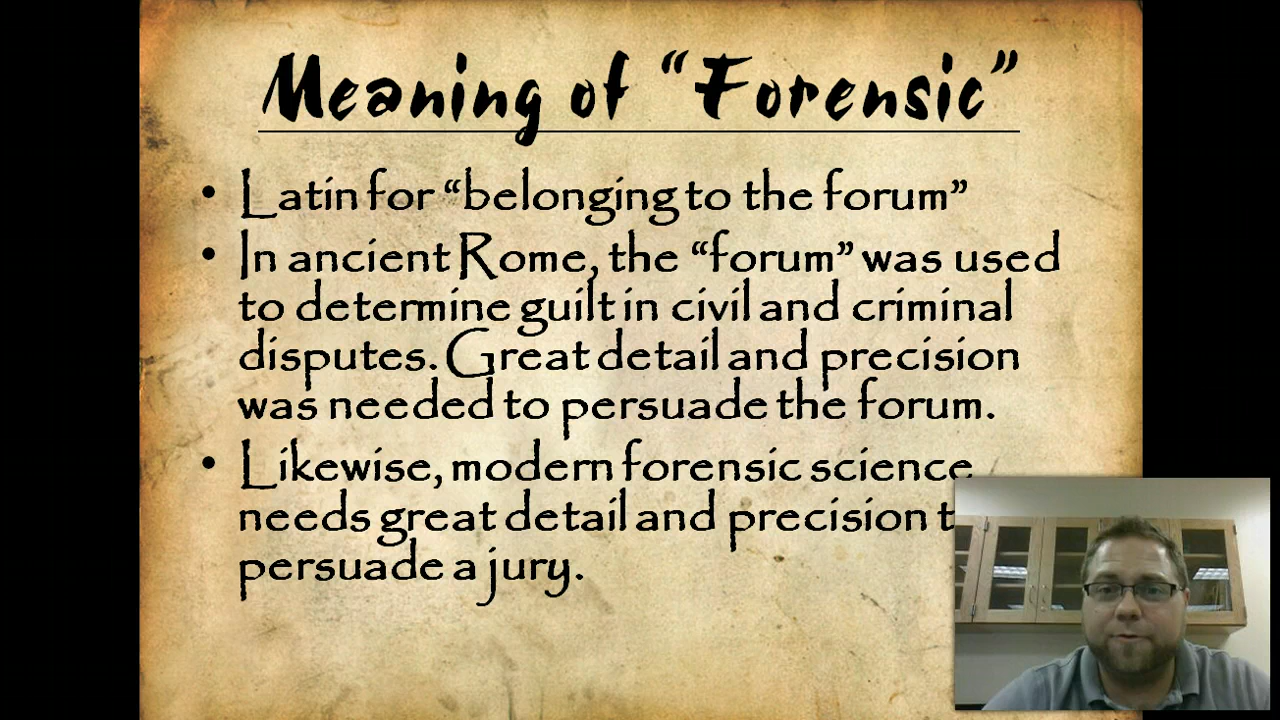 Meaning of “Forensic”
• Latin for “belonging to the forum”
• In ancient Rome, the “forum” was used
to determine guilt in civil and criminal
disputes. Great detail and precision
was needed to persuade the forum.
• Likewise, modern forensic science
needs great detail and precision
persuade a jury.